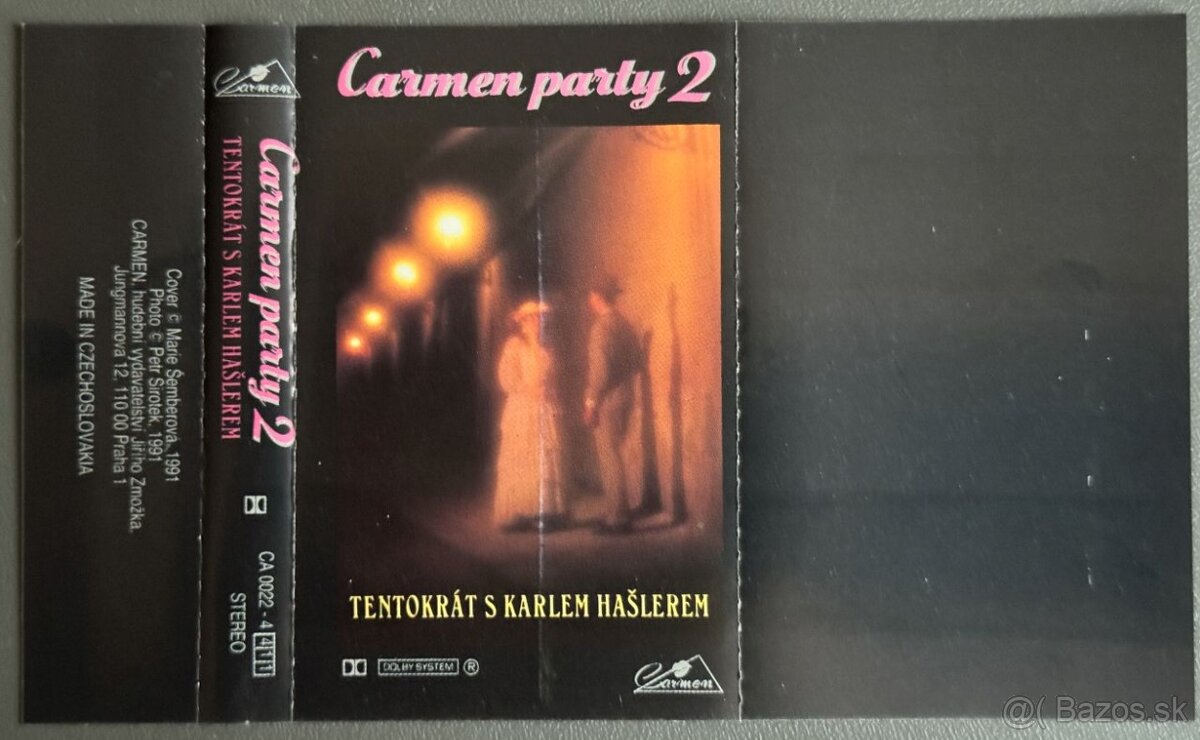 Cover © Marie Šemberová, 1991
Photo © Petr Sirotek, 1991
CARMEN, hudební vydavatelství Jiřího Zmožka,
Jungmannova 12, 110 00 Praha 1
MADE IN CZECHOSLOVAKIA
Carmen
Carmen party 2
TENTOKRÁT S KARLEM HAŠLEREM
CA 0022 - 4 411
STEREO
Carmen party 2
TENTOKRÁT S KARLEM HAŠLEREM
DOLBY SYSTEM ®
Carmen
@( Bazos.sk